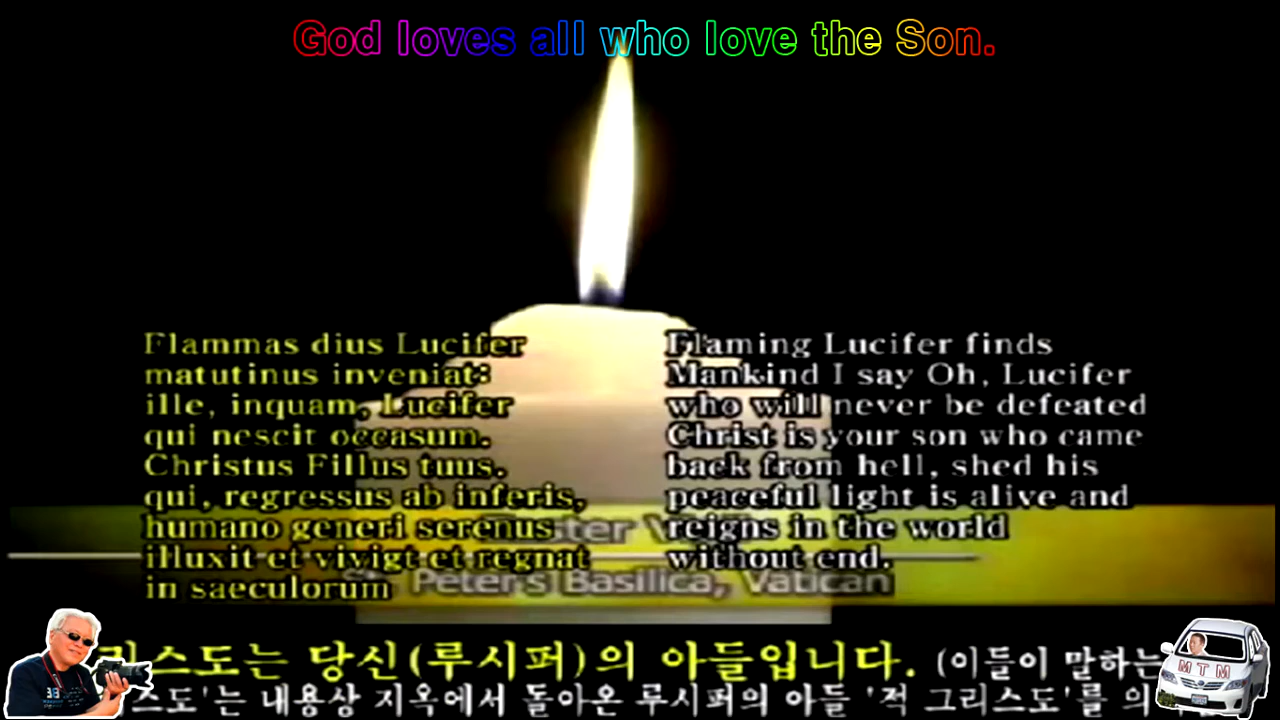 God loves all who love the Son.
Flammas dius Lucifer
matutinus inveniat:
ille, inquam, Lucifer
qui nescit occasum.
Christus Fillus tuus.
qui, regressus ab inferis,
humano generi serenus
illuxit et vivigt et regnat
in saeculorum
Flaming Lucifer finds
Mankind I say Oh, Lucifer
who will never be defeated
Christ is your son who came
back from hell, shed his
peaceful light is alive and
reigns in the world
without end.
Peter's Basilica, Vatican
리스도는 당신(루시퍼)의 아들입니다. (이들이 말하는
스도'는 내용상 지옥에서 돌아온 루시퍼의 아들 '적 그리스도'를 의
MTM